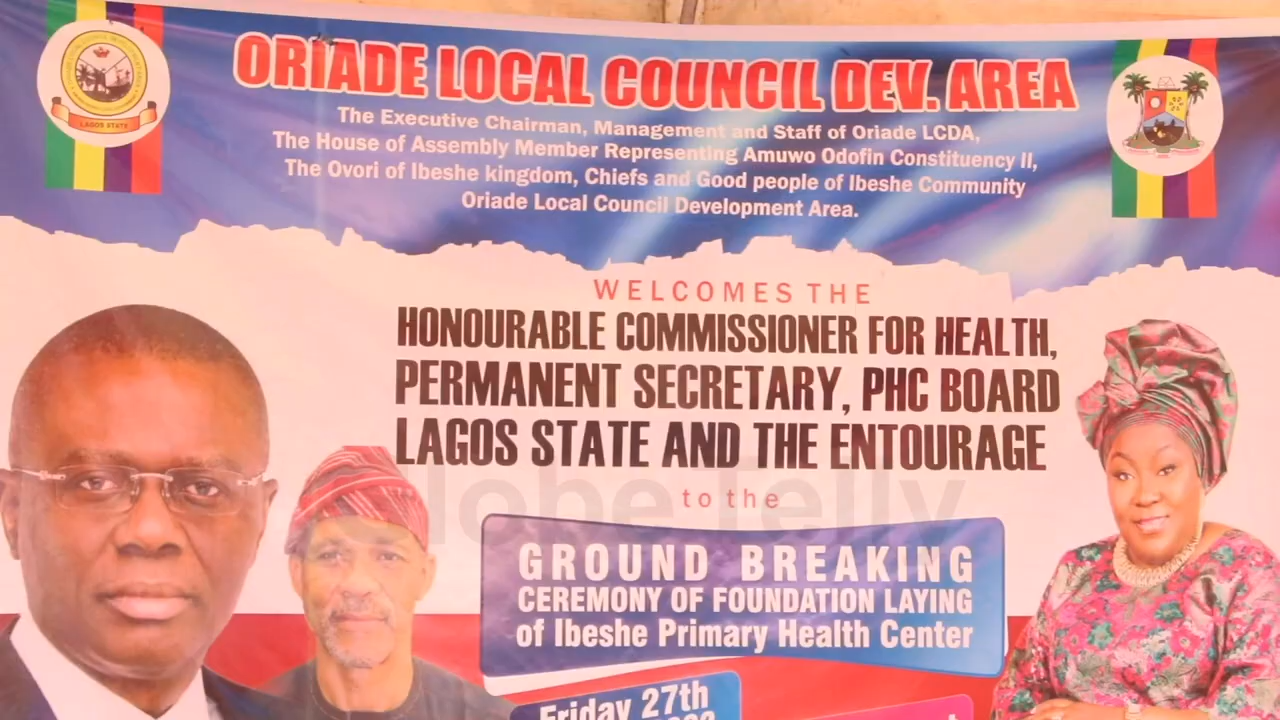 ORIADE LOCAL COUNCIL DEV. AREA
The Executive Chairman, Management and Staff of Oriade LCDA,
The House of Assembly Member Representing Amuwo Odofin Constituency II,
The Ovori of Ibeshe kingdom, Chiefs and Good people of Ibeshe Community
Oriade Local Council Development Area.
LAGOS STATE
WELCOMES THE
HONOURABLE COMMISSIONER FOR HEALTH,
PERMANENT SECRETARY, PHC BOARD
LAGOS STATE AND THE ENTOURAGE
to the
GlobeTelly
GROUND BREAKING
CEREMONY OF FOUNDATION LAYING
of Ibeshe Primary Health Center
Friday 27th